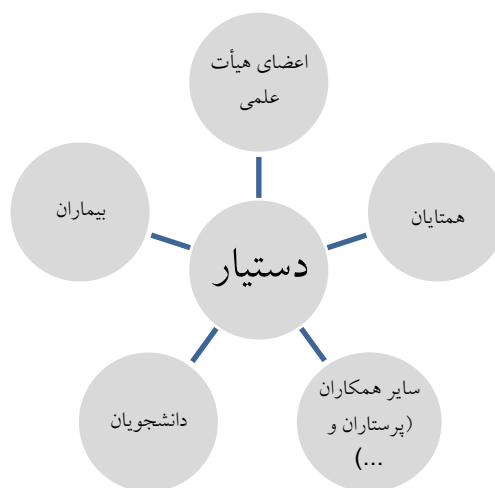 اعضای هیأت
علمی
همتایان
سایر همکاران
(پرستاران و
...)
دانشجویان
بیماران
دستیار